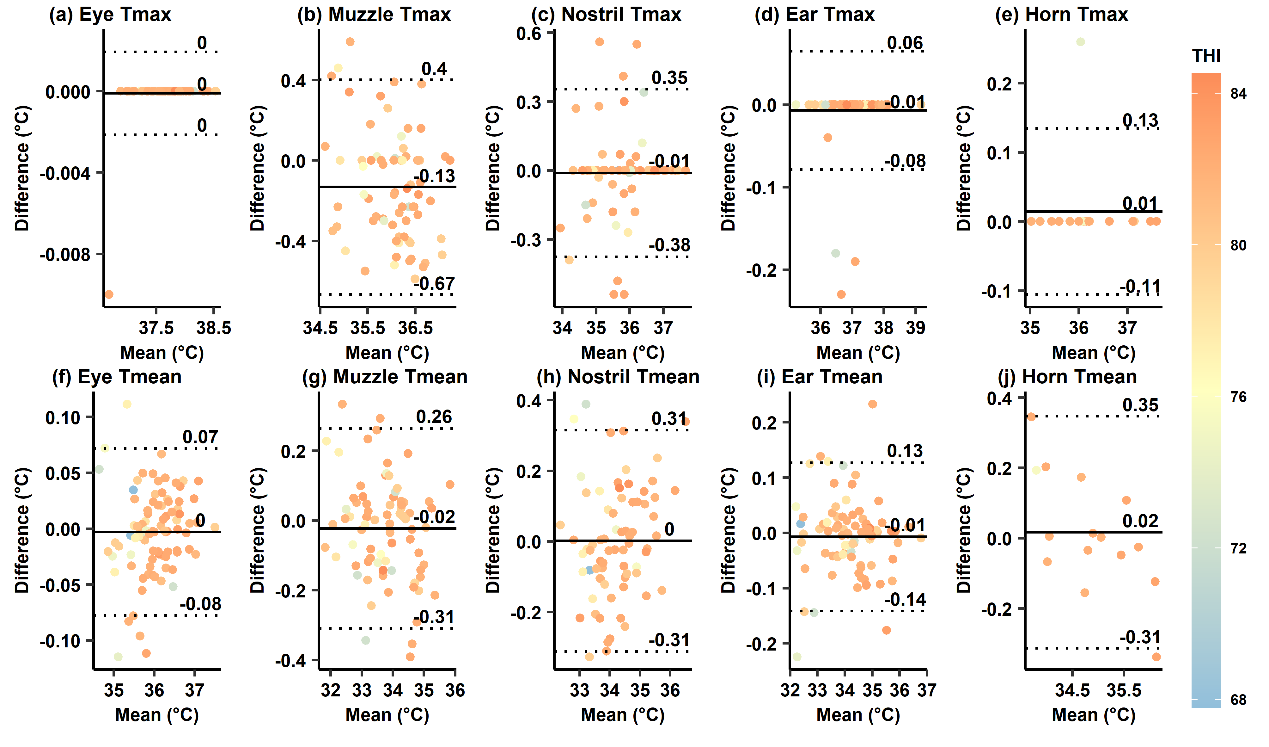 (a) Eye Tmax (b) Muzzle Tmax (c) Nostril Tmax (d) Ear Tmax (e) Horn Tmax
Difference (°C)
0.000
-0.004
-0.008
0
0
0
37.5 38.5
Mean (°C)
Difference (°C)
0.4
0.0
-0.4
0.4
-0.13
-0.67
34.5 35.5 36.5
Mean (°C)
Difference (°C)
0.6
0.3
0.0
-0.3
0.35
-0.01
-0.38
34 35 36 37
Mean (°C)
Difference (°C)
0.0
-0.1
-0.2
0.06
-0.01
-0.08
36 37 38 39
Mean (°C)
Difference (°C)
0.2
0.1
0.0
-0.1
0.13
0.01
-0.11
35 36 37
Mean (°C)
(f) Eye Tmean (g) Muzzle Tmean (h) Nostril Tmean (i) Ear Tmean (j) Horn Tmean
Difference (°C)
0.10
0.05
0.00
-0.05
-0.10
0.07
0
-0.08
35 36 37
Mean (°C)
Difference (°C)
0.2
0.0
-0.2
-0.4
0.26
-0.02
-0.31
32 33 34 35 36
Mean (°C)
Difference (°C)
0.4
0.2
0.0
-0.2
0.31
0
-0.31
33 34 35 36
Mean (°C)
Difference (°C)
0.2
0.1
0.0
-0.1
-0.2
0.13
-0.01
-0.14
32 33 34 35 36 37
Mean (°C)
Difference (°C)
0.4
0.2
0.0
-0.2
0.35
0.02
-0.31
34.5 35.5
Mean (°C)
THI
84
80
76
72
68